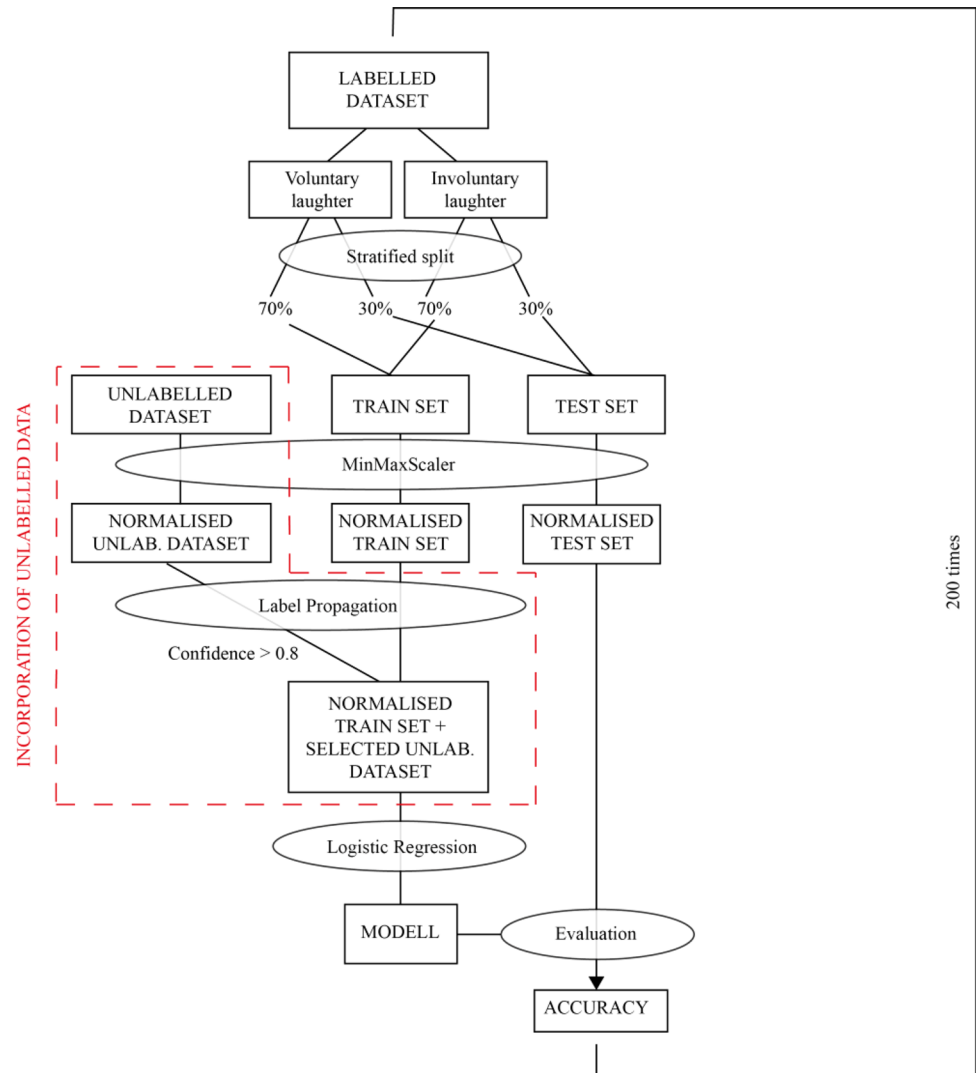 LABELLED
DATASET
Voluntary
laughter
Involuntary
laughter
Stratified split
70%
30%
70%
30%
UNLABELLED
DATASET
TRAIN SET
TEST SET
MinMaxScaler
NORMALISED
UNLAB. DATASET
NORMALISED
TRAIN SET
NORMALISED
TEST SET
INCORPORATION OF UNLABELLED DATA
200 times
Label Propagation
Confidence > 0.8
NORMALISED
TRAIN SET +
SELECTED UNLAB.
DATASET
Logistic Regression
MODELL
Evaluation
ACCURACY